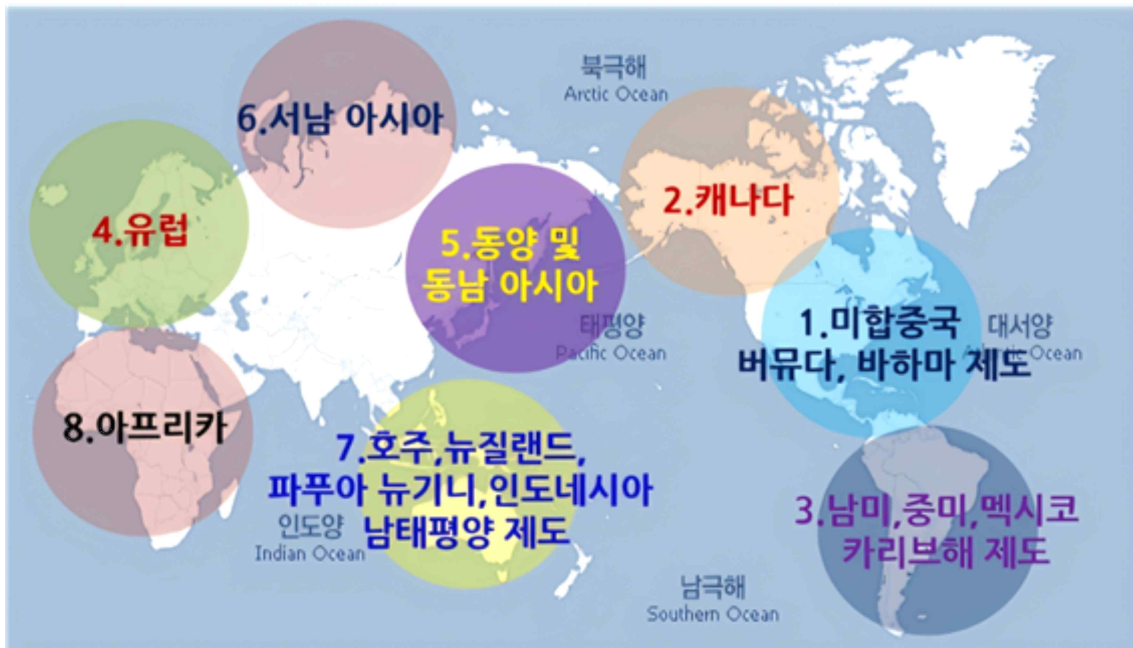 북극해
Arctic Ocean
6.서남 아시아
2.캐나다
4.유럽
5.동양 및
동남 아시아
태평양
Pacific Ocean
1.미합중국
버뮤다, 바하마 제도
대서양
Atlantic Ocean
8.아프리카
7.호주,뉴질랜드,
파푸아 뉴기니,인도네시아
남태평양 제도
인도양
Indian Ocean
3.남미,중미,멕시코
카리브해 제도
남극해
Southern Ocean